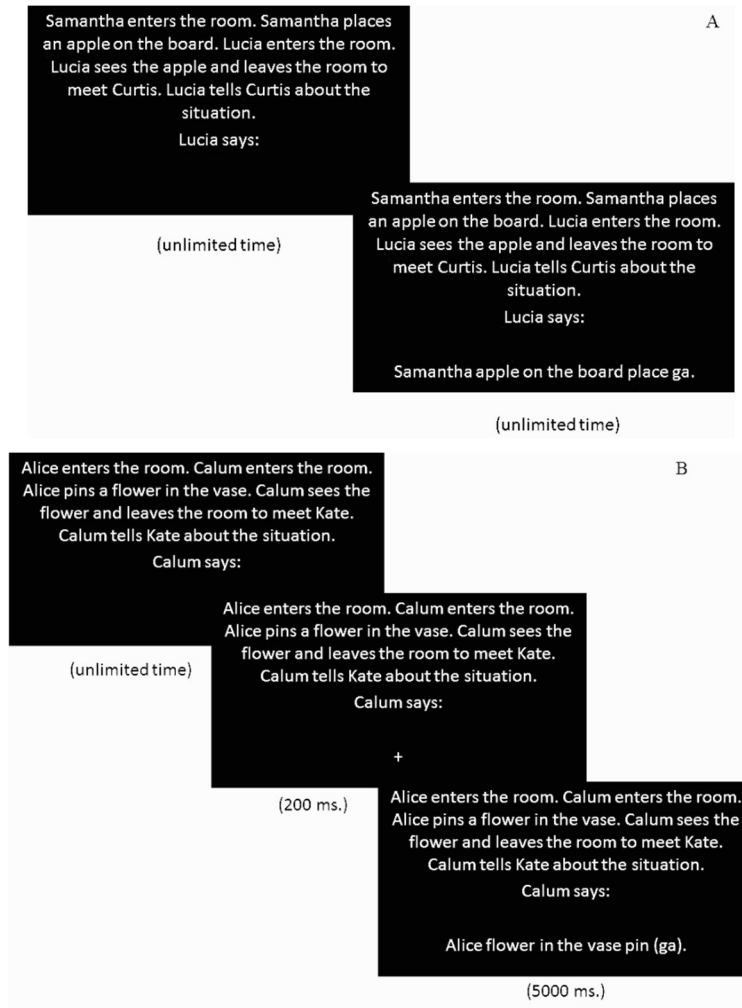 A
Samantha enters the room. Samantha places
an apple on the board. Lucia enters the room.
Lucia sees the apple and leaves the room to
meet Curtis. Lucia tells Curtis about the
situation.
Lucia says:
(unlimited time)
Samantha enters the room. Samantha places
an apple on the board. Lucia enters the room.
Lucia sees the apple and leaves the room to
meet Curtis. Lucia tells Curtis about the
situation.
Lucia says:
Samantha apple on the board place ga.
(unlimited time)
B
Alice enters the room. Calum enters the room.
Alice pins a flower in the vase. Calum sees the
flower and leaves the room to meet Kate.
Calum tells Kate about the situation.
Calum says:
(unlimited time)
Alice enters the room. Calum enters the room.
Alice pins a flower in the vase. Calum sees the
flower and leaves the room to meet Kate.
Calum tells Kate about the situation.
Calum says:
+
(200 ms.)
Alice enters the room. Calum enters the room.
Alice pins a flower in the vase. Calum sees the
flower and leaves the room to meet Kate.
Calum tells Kate about the situation.
Calum says:
Alice flower in the vase pin (ga).
(5000 ms.)